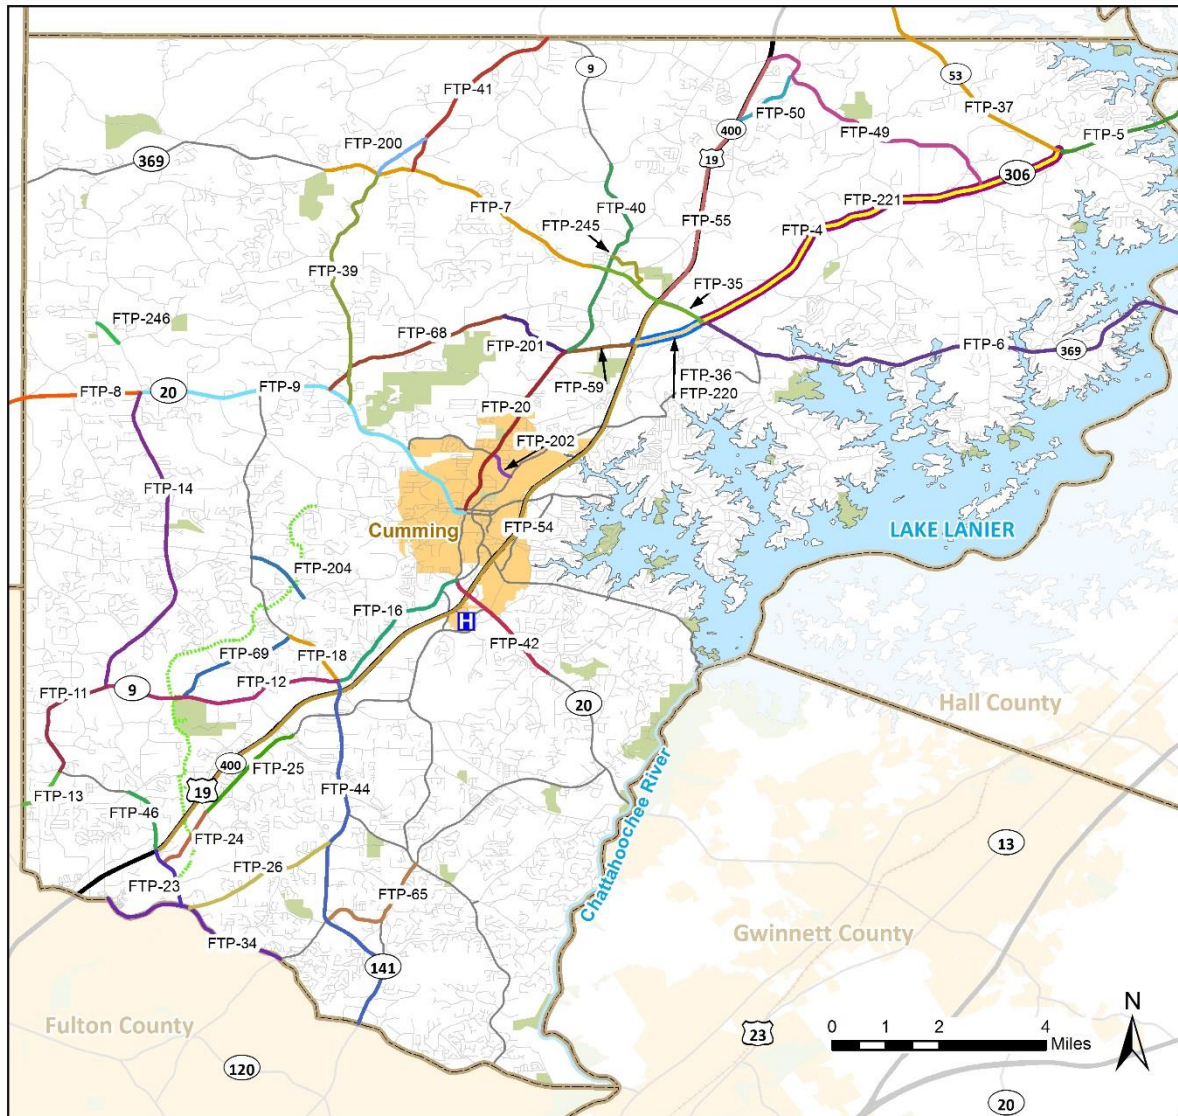 9
53
FTP-37
FTP-41
FTP-50
FTP-5
400
FTP-200
FTP-49
369
19
306
FTP-7
FTP-40
FTP-221
FTP-55
FTP-245
FTP-4
FTP-39
FTP-35
FTP-246
FTP-68
FTP-201
FTP-6
369
FTP-36
FTP-59
FTP-220
FTP-8
20
FTP-9
FTP-20
FTP-202
FTP-14
Cumming
FTP-54
LAKE LANIER
FTP-204
FTP-16
H
FTP-42
FTP-69
FTP-18
FTP-12
FTP-11
9
20
Hall County
400
FTP-25
19
FTP-13
FTP-44
FTP-46
Chattahoochee River
FTP-24
13
FTP-26
FTP-23
FTP-65
Gwinnett County
FTP-34
141
Fulton County
N
0 1 2 4
Miles
23
120
20